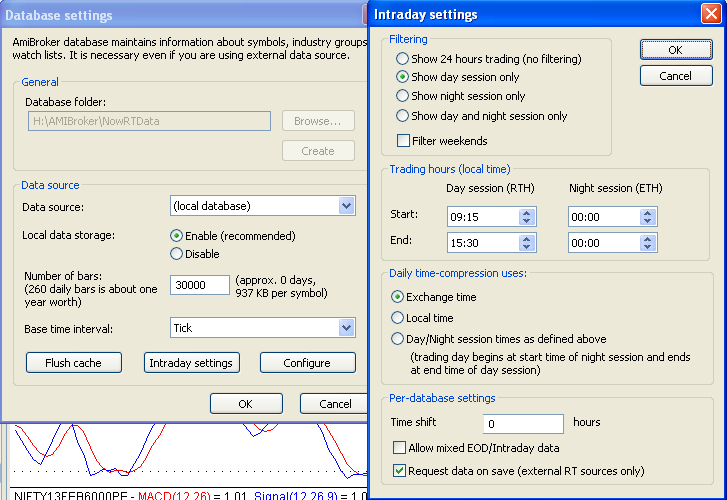 Database settings
AmiBroker database maintains information about symbols, industry groups
watch lists. It is necessary even if you are using external data source.
General
Database folder:
H:\AMIBroker\NowRTData
Browse...
Create
Data source
Data source:
(local database)
Local data storage:
Enable (recommended)
Disable
Number of bars:
(260 daily bars is about one
year worth)
30000
(approx. 0 days,
937 KB per symbol)
Base time interval:
Tick
Flush cache
Intraday settings
Configure
OK
Cancel
NIFTY13FEB6000PE - MACD(12,26) = 1.01, Signal(12,26,9) = 1.0
Intraday settings
Filtering
Show 24 hours trading (no filtering)
Show day session only
Show night session only
Show day and night session only
Filter weekends
OK
Cancel
Trading hours (local time)
Day session (RTH)
Night session (ETH)
Start:
09:15
00:00
End:
15:30
00:00
Daily time-compression uses:
Exchange time
Local time
Day/Night session times as defined above
(trading day begins at start time of night session and ends
at end time of day session)
Per-database settings
Time shift
0
hours
Allow mixed EOD/Intraday data
Request data on save (external RT sources only)